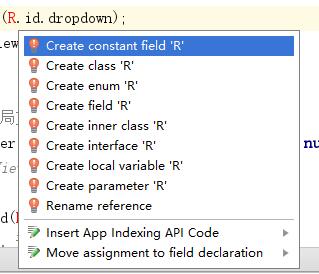 (R.id.dropdown);
Create constant field 'R'
Create class 'R'
Create enum 'R'
Create field 'R'
Create inner class 'R'
Create interface 'R'
Create local variable 'R'
Create parameter 'R'
Rename reference
Insert App Indexing API Code
Move assignment to field declaration